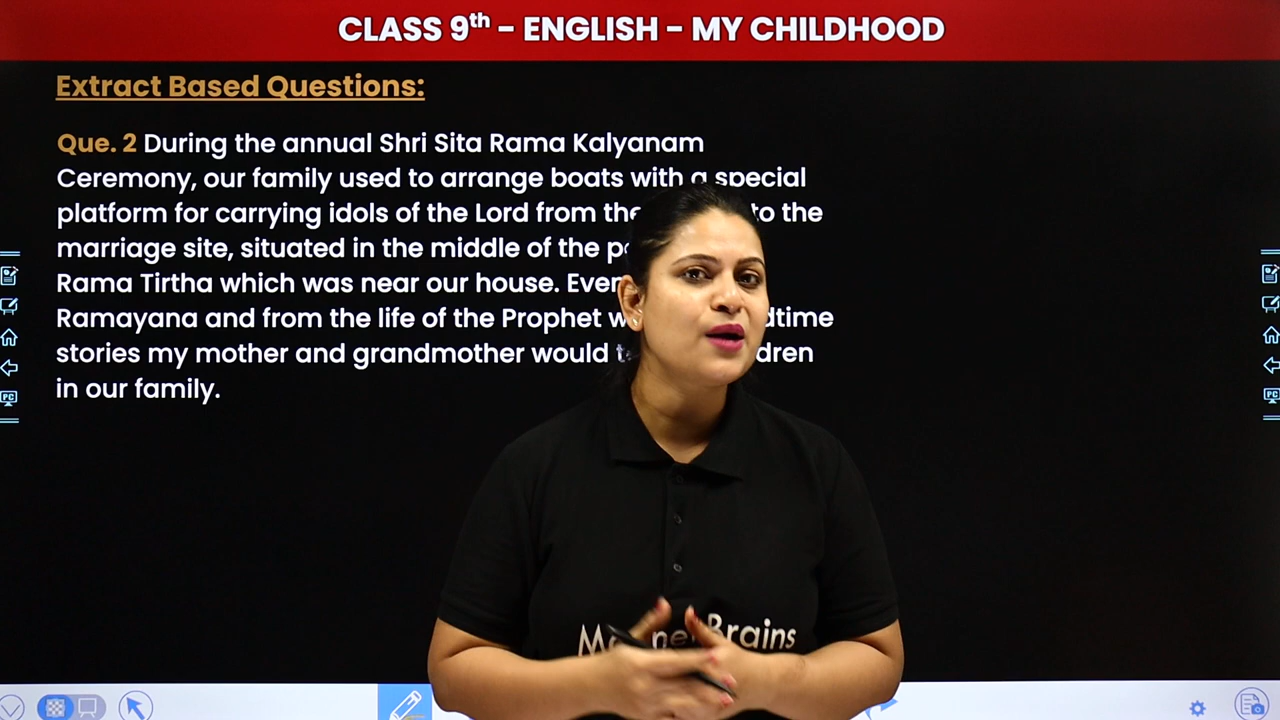 CLASS 9th - ENGLISH - MY CHILDHOOD
Extract Based Questions:
Que. 2 During the annual Shri Sita Rama Kalyanam
Ceremony, our family used to arrange boats with a special
platform for carrying idols of the Lord from the to the
marriage site, situated in the middle of the
Rama Tirtha which was near our house.
Ramayana and from the life of the Prophet
stories my mother and grandmother would
in our family.
Brains
PC
PC